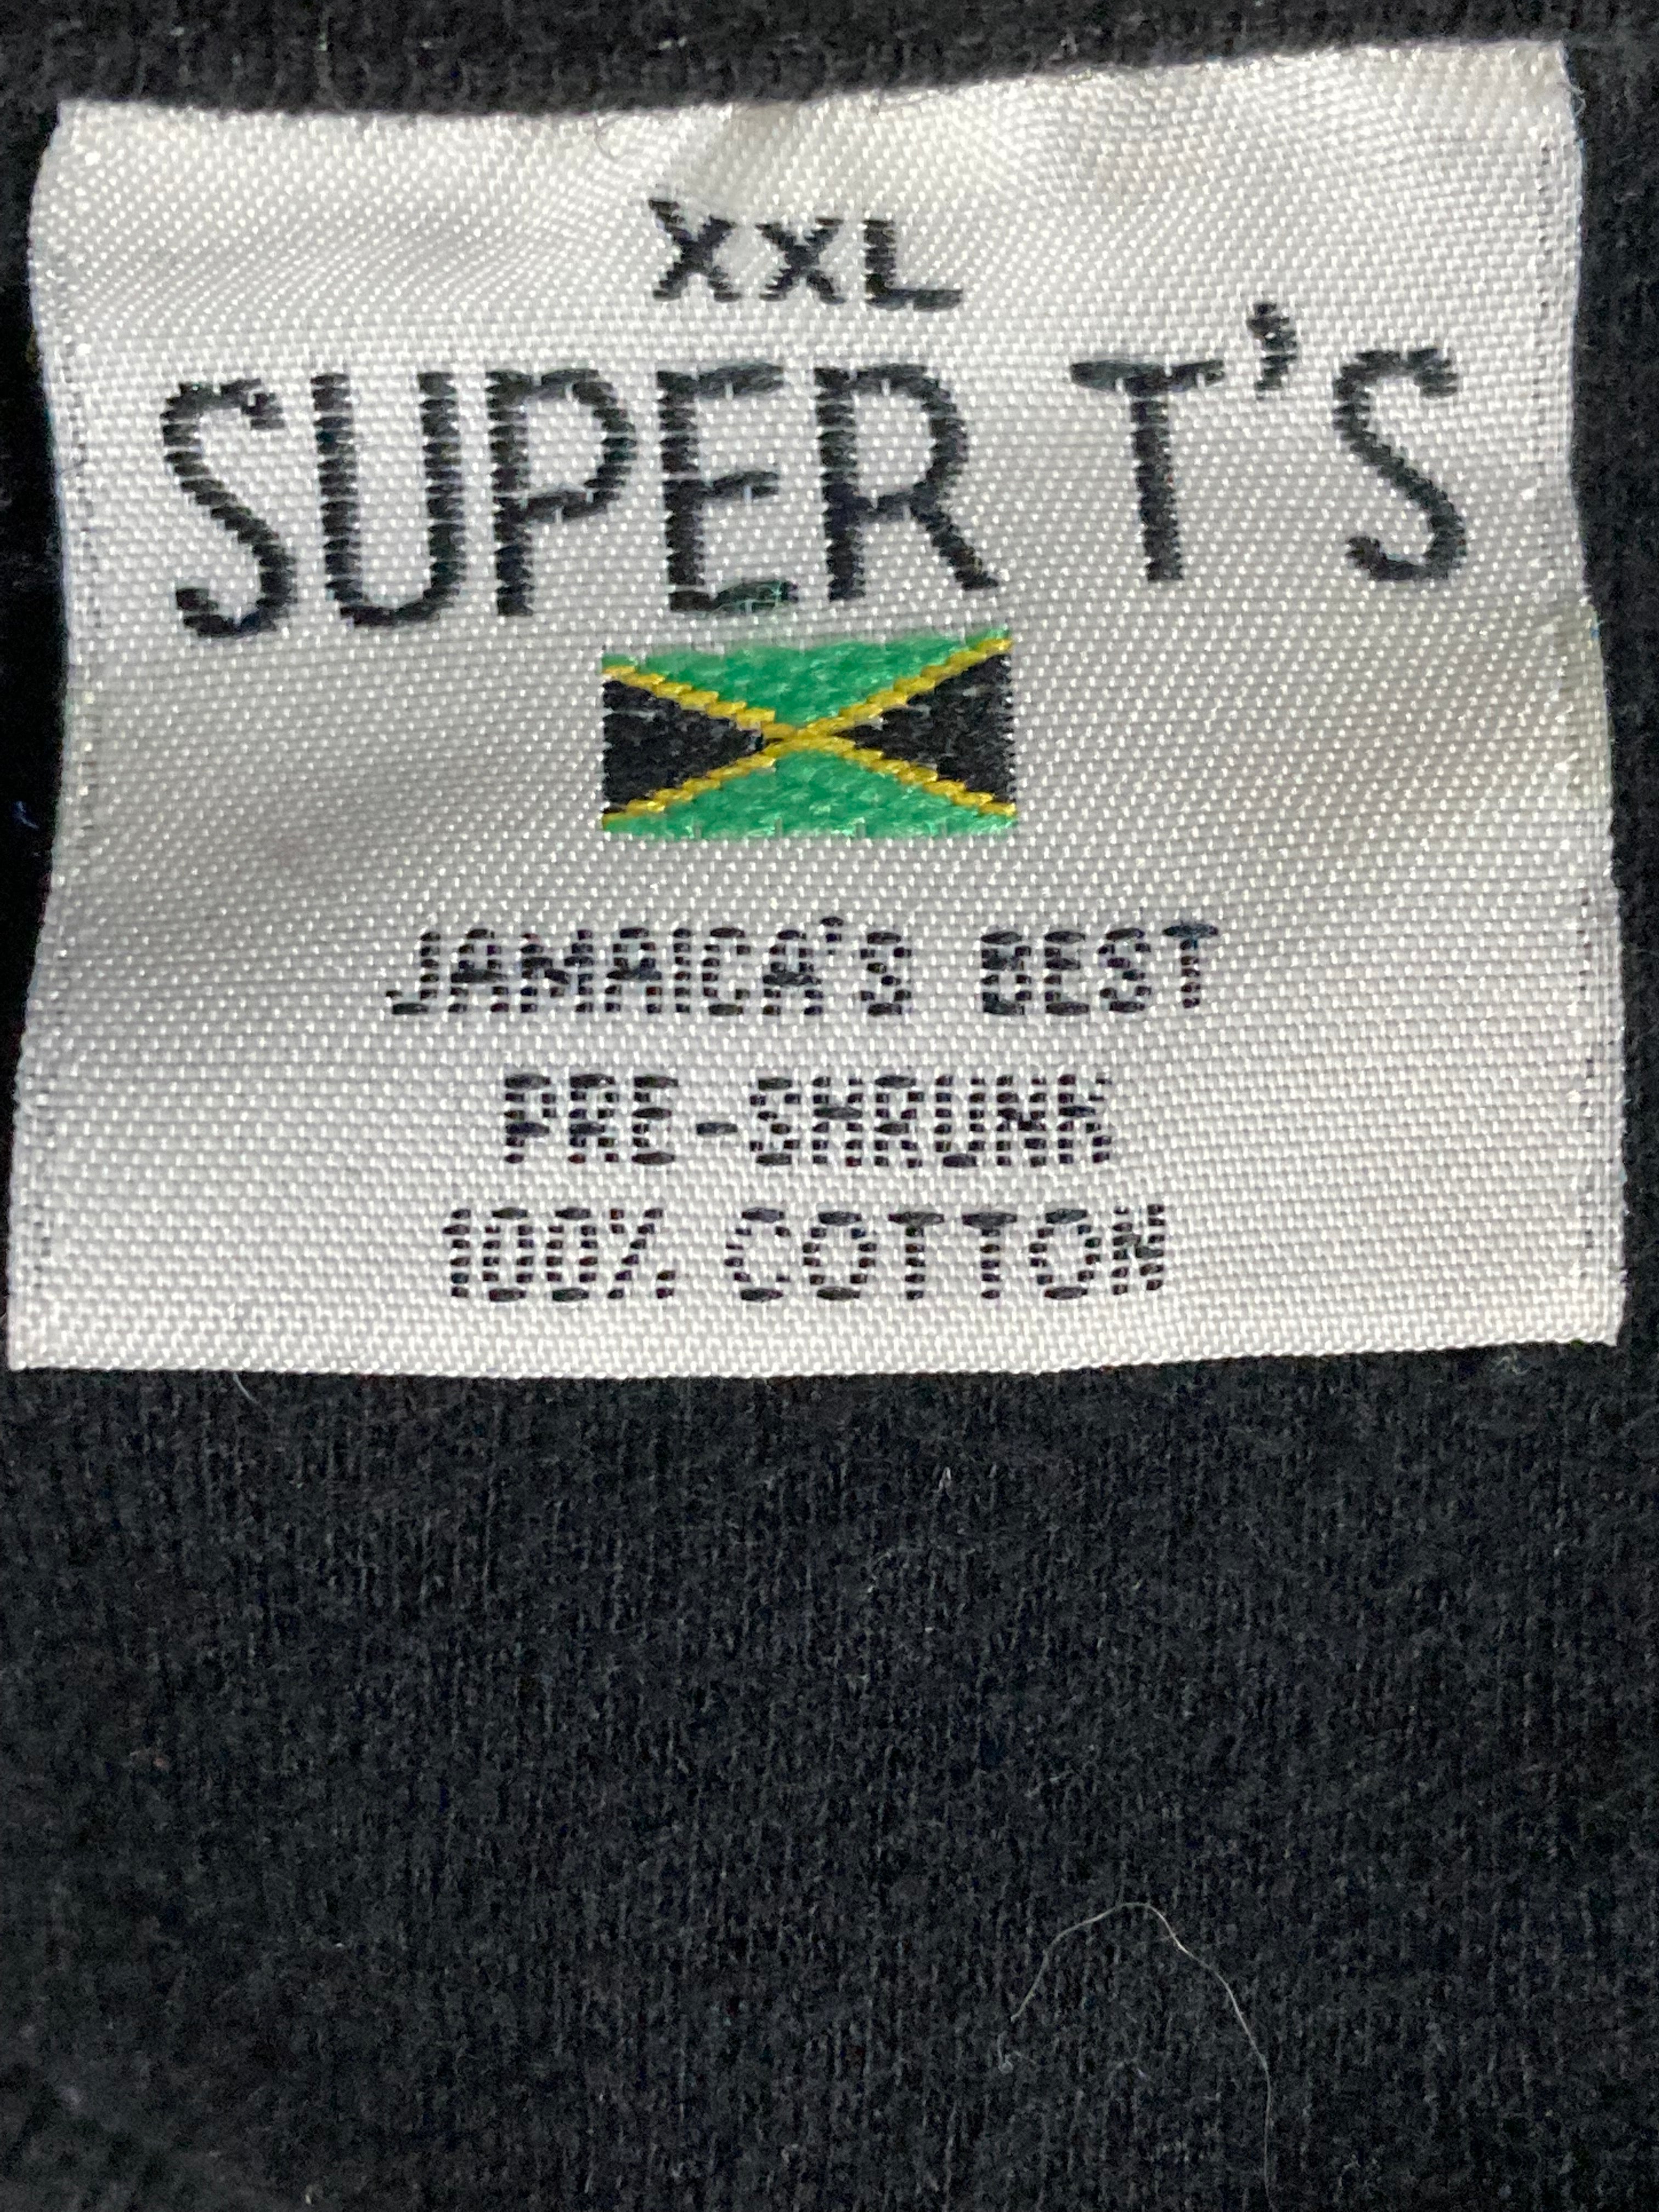 XXL
SUPER T'S
JAMAICA'S BEST
PRE-SHRUNK
100% COTTON